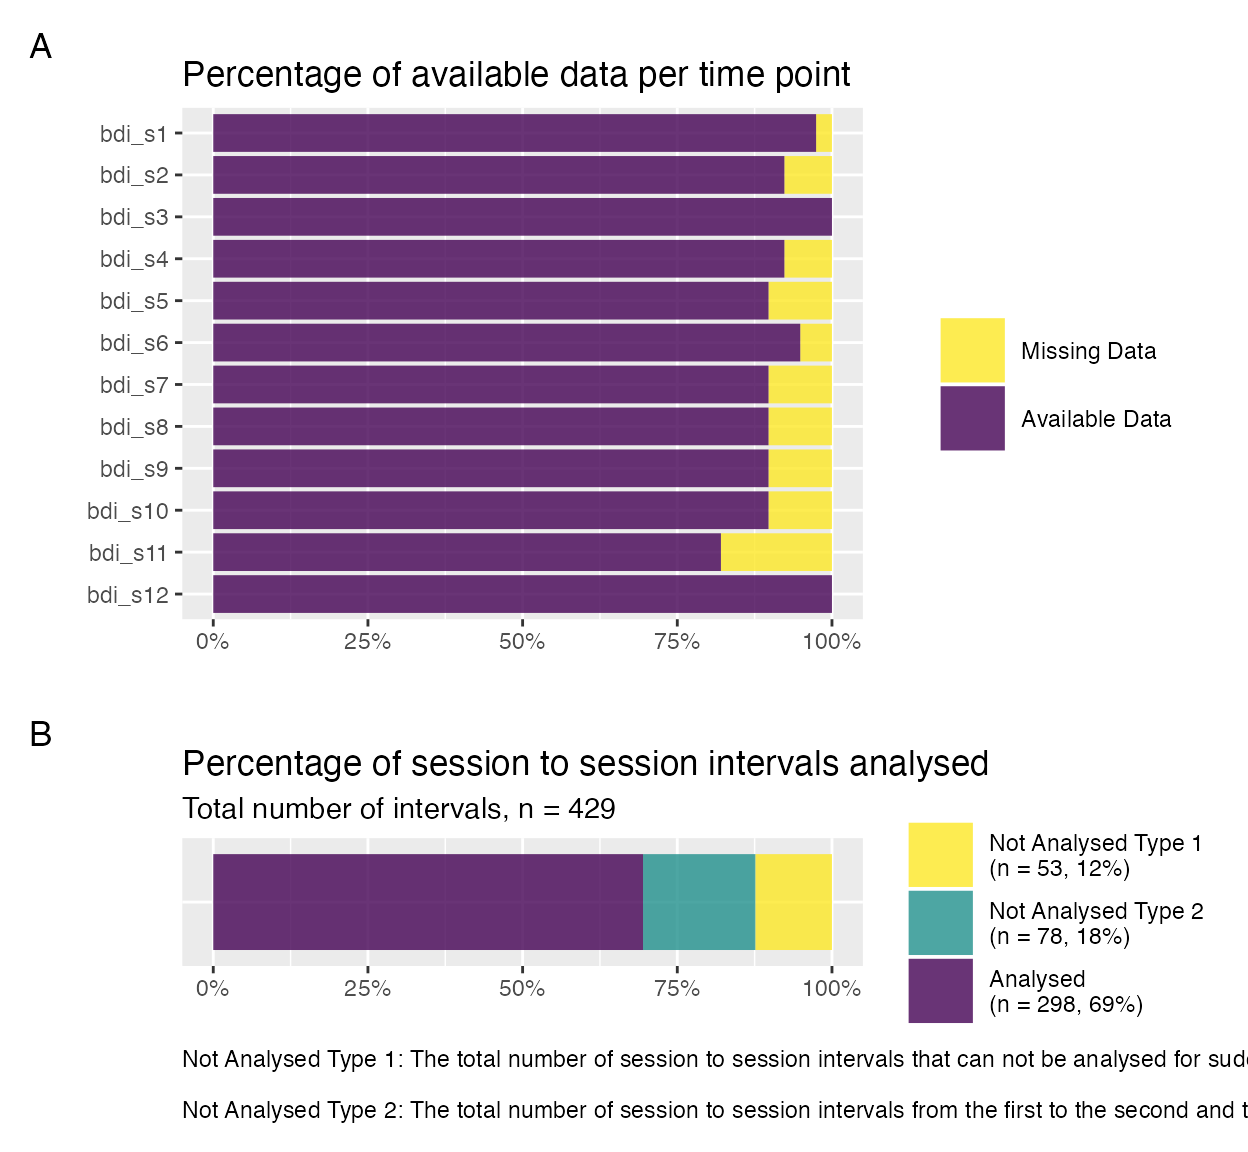 A
Percentage of available data per time point
bdi_s1
bdi_s2
bdi_s3
bdi_s4
bdi_s5
bdi_s6
bdi_s7
bdi_s8
bdi_s9
bdi_s10
bdi_s11
bdi_s12
0% 25% 50% 75% 100%
Missing Data
Available Data
B
Percentage of session to session intervals analysed
Total number of intervals, n = 429
0% 25% 50% 75% 100%
Not Analysed Type 1
(n = 53, 12%)
Not Analysed Type 2
(n = 78, 18%)
Analysed
(n = 298, 69%)
Not Analysed Type 1: The total number of session to session intervals that can not be analysed for
Not Analysed Type 2: The total number of session to session intervals from the first to the second and